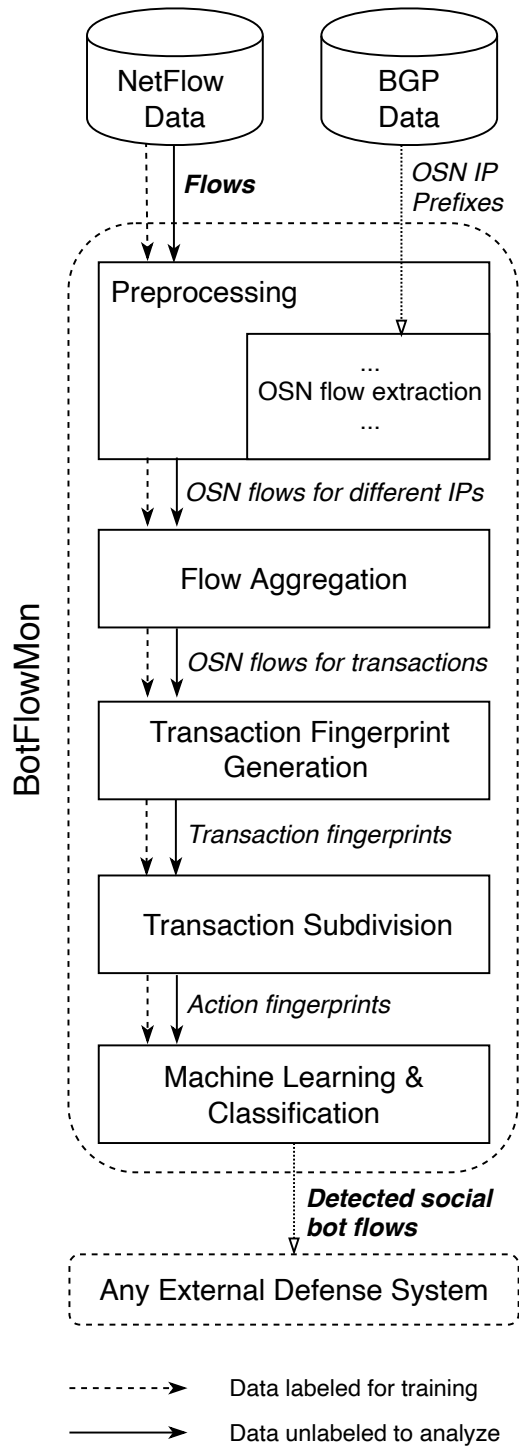 NetFlow
Data
BGP
Data
Flows
OSN IP
Prefixes
Preprocessing
...
OSN flow extraction
...
OSN flows for different IPs
Flow Aggregation
OSN flows for transactions
BotFlowMon
Transaction Fingerprint
Generation
Transaction fingerprints
Transaction Subdivision
Action fingerprints
Machine Learning &
Classification
Detected social
bot flows
Any External Defense System
Data labeled for training
Data unlabeled to analyze